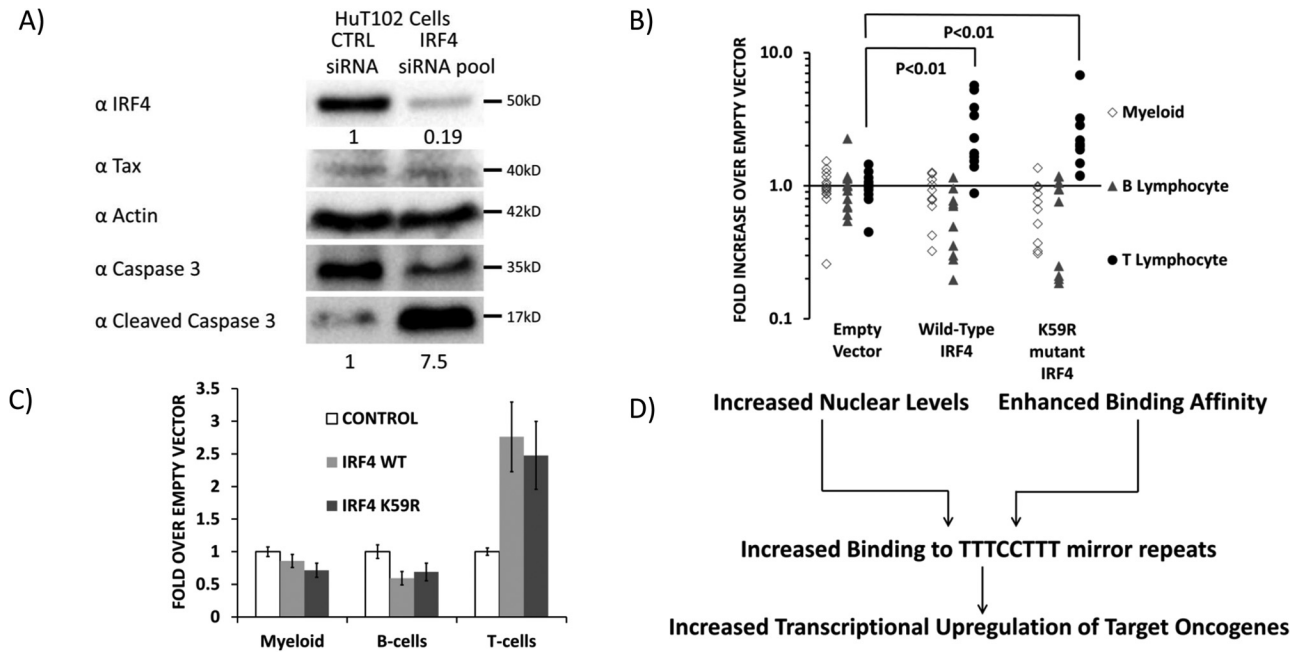 A)
HuT102 Cells
CTRL siRNA
IRF4 siRNA pool
α IRF4
50kD
1
0.19
α Tax
40kD
α Actin
42kD
α Caspase 3
35kD
α Cleaved Caspase 3
17kD
1
7.5
B)
P<0.01
P<0.01
FOLD INCREASE OVER EMPTY VECTOR
10.0
1.0
0.1
Myeloid
B Lymphocyte
T Lymphocyte
Empty Vector
Wild-Type IRF4
K59R mutant IRF4
C)
FOLD OVER EMPTY VECTOR
3.5
3
2.5
2
1.5
1
0.5
0
CONTROL
IRF4 WT
IRF4 K59R
Myeloid
B-cells
T-cells
D)
Increased Nuclear Levels
Enhanced Binding Affinity
Increased Binding to TTTCCTTT mirror repeats
Increased Transcriptional Upregulation of Target Oncogenes